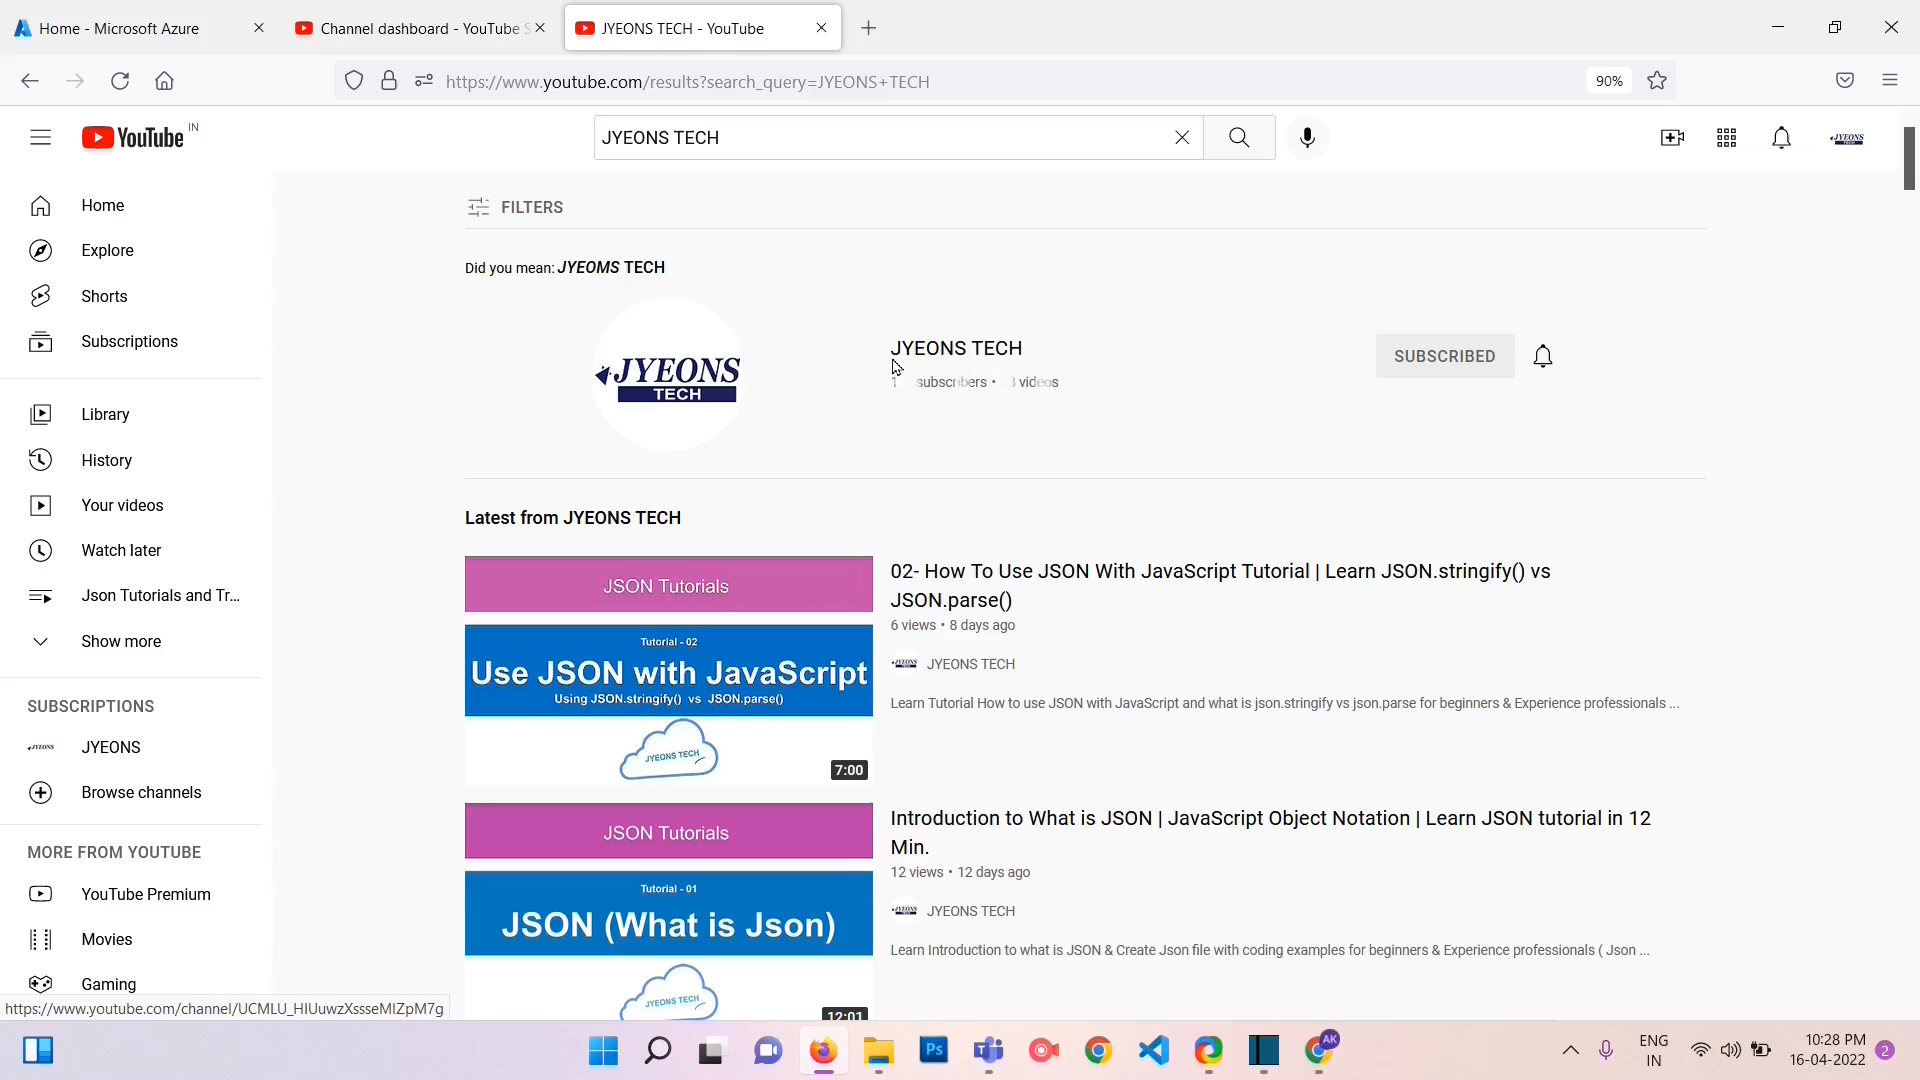 Home - Microsoft Azure
Channel dashboard - YouTube S
JYEONS TECH - YouTube
https://www.youtube.com/results?search_query=JYEONS+TECH
90%
YouTube IN
JYEONS TECH
JYEONS TECH
Home
Explore
Shorts
Subscriptions
Library
History
Your videos
Watch later
Json Tutorials and Tr...
Show more
SUBSCRIPTIONS
JYEONS
JYEONS
Browse channels
MORE FROM YOUTUBE
YouTube Premium
Movies
Gaming
https://www.youtube.com/channel/UCMLU_HIUuwzXssseMIZpM7g
FILTERS
Did you mean: JYEOMS TECH
JYEONS
TECH
JYEONS TECH
subscribers • videos
SUBSCRIBED
Latest from JYEONS TECH
JSON Tutorials
Tutorial - 02
Use JSON with JavaScript
Using JSON.stringify() vs JSON.parse()
JYEONS TECH
7:00
02- How To Use JSON With JavaScript Tutorial | Learn JSON.stringify() vs
JSON.parse()
6 views • 8 days ago
JYEONS
JYEONS TECH
Learn Tutorial How to use JSON with JavaScript and what is json.stringify vs json.parse for beginners & Experience professionals ...
JSON Tutorials
Tutorial - 01
JSON (What is Json)
JYEONS TECH
12:01
Introduction to What is JSON | JavaScript Object Notation | Learn JSON tutorial in 12
Min.
12 views • 12 days ago
JYEONS
JYEONS TECH
Learn Introduction to what is JSON & Create Json file with coding examples for beginners & Experience professionals ( Json ...
Ps
AK
ENG
IN
10:28 PM
16-04-2022
2